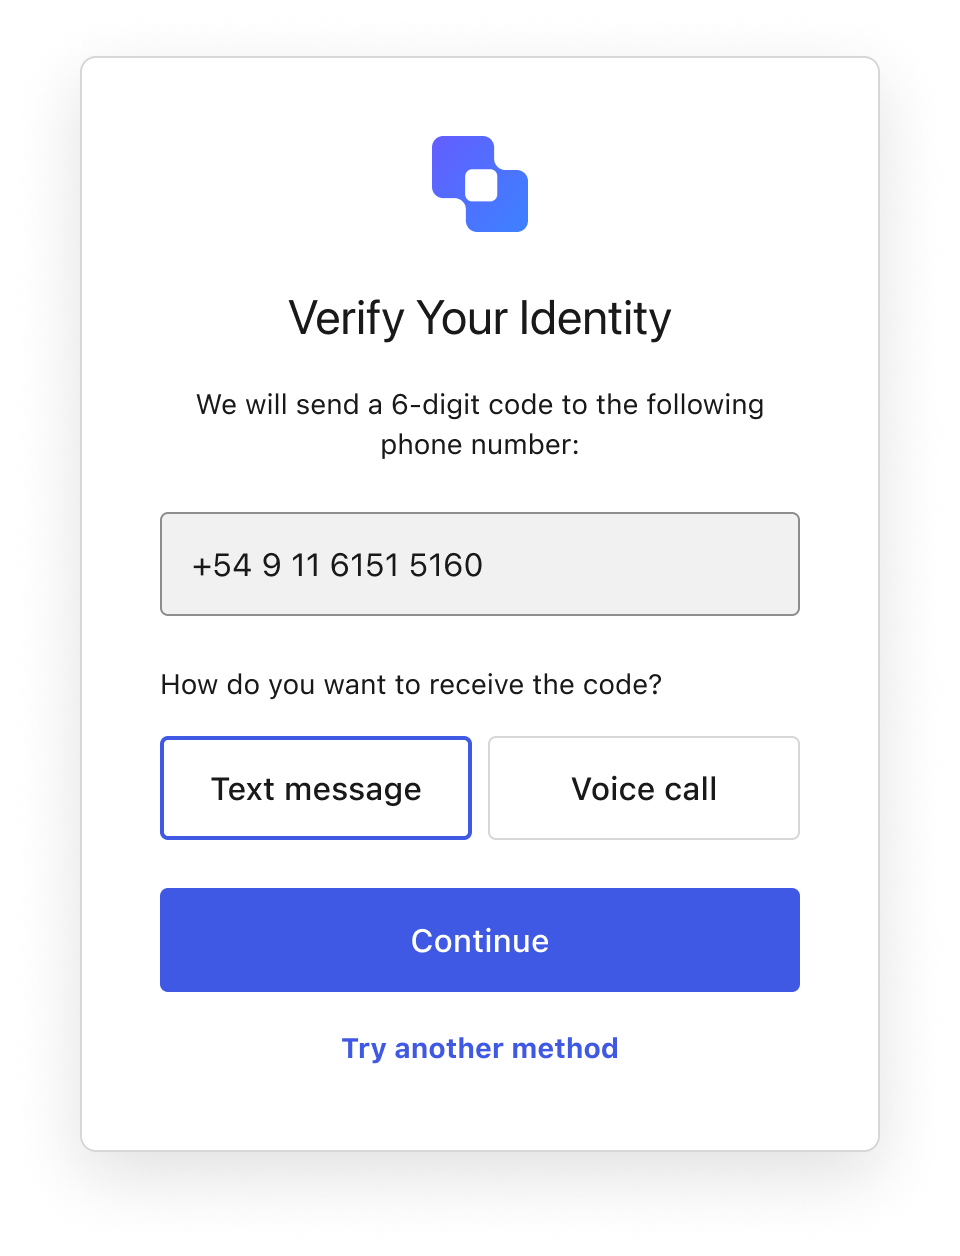 Verify Your Identity
We will send a 6-digit code to the following
phone number:
+54 9 11 6151 5160
How do you want to receive the code?
Text message
Voice call
Continue
Try another method